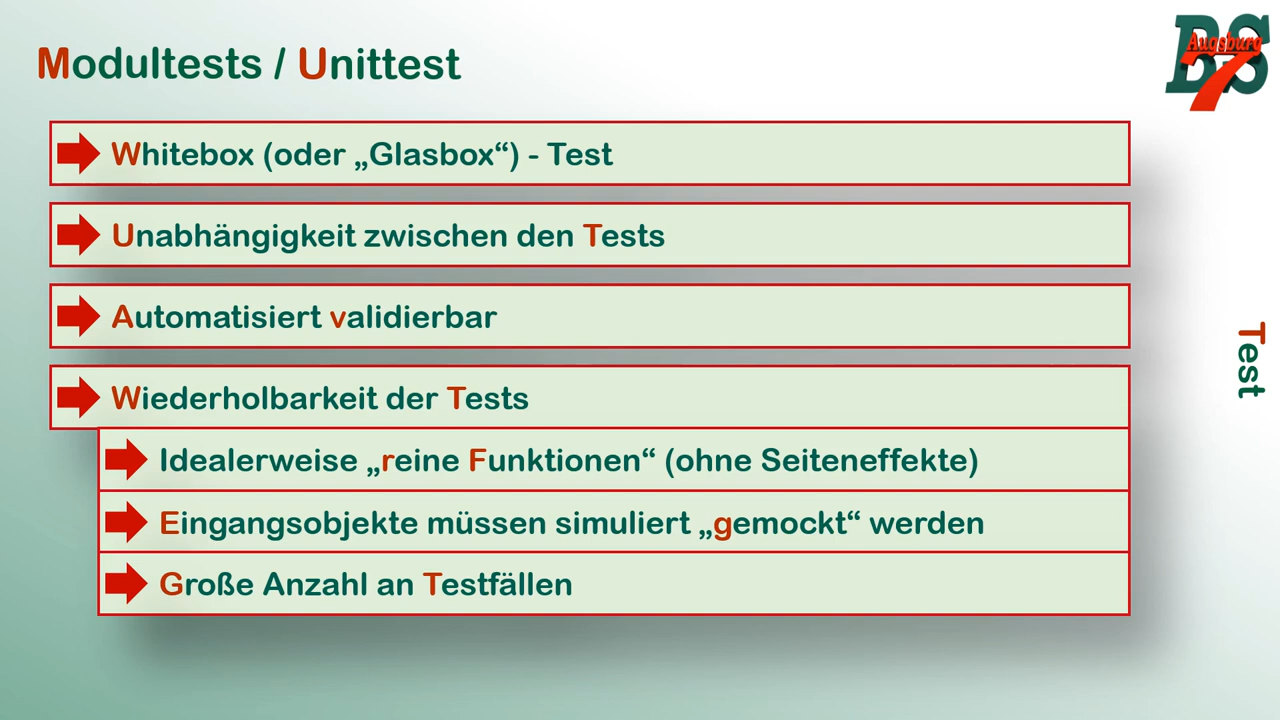 Modultests / Unittest
BS
Augsburg
7
Whitebox (oder „Glasbox“) - Test
Unabhängigkeit zwischen den Tests
Automatisiert validierbar
Wiederholbarkeit der Tests
Idealerweise „reine Funktionen“ (ohne Seiteneffekte)
Eingangsobjekte müssen simuliert „gemockt“ werden
Große Anzahl an Testfällen
Test